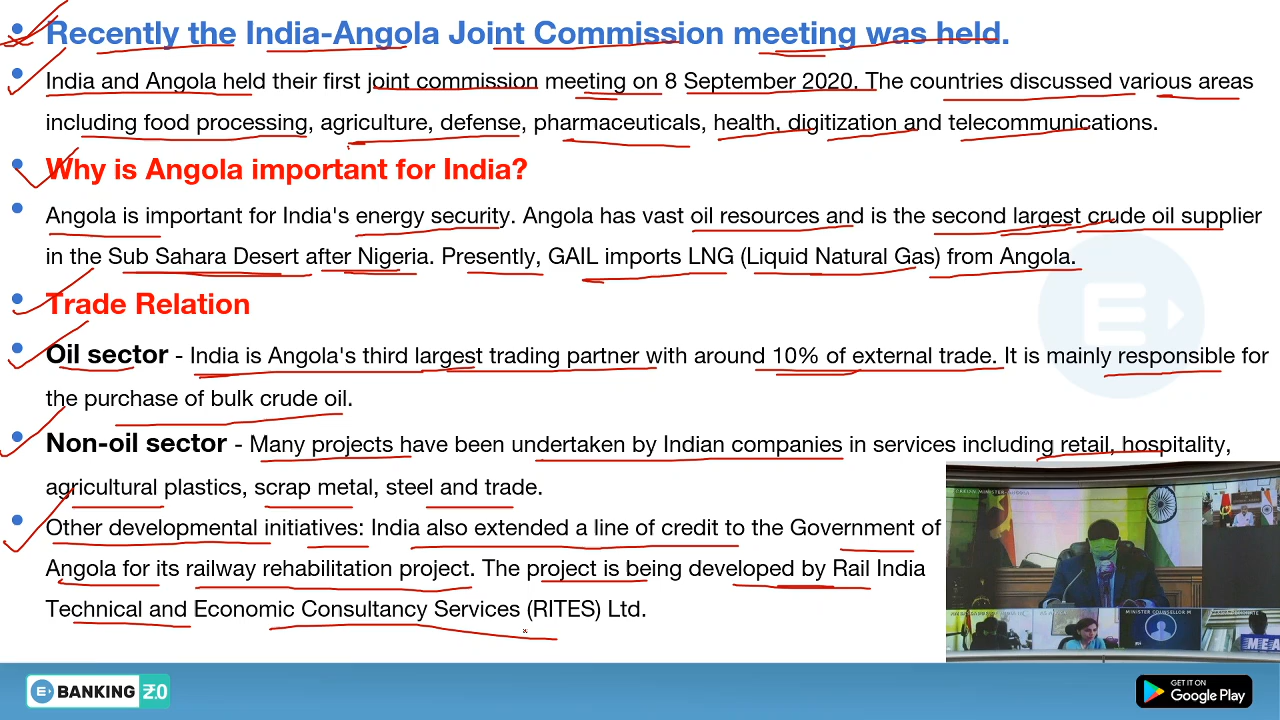 Recently the India-Angola Joint Commission meeting was held.
India and Angola held their first joint commission meeting on 8 September 2020. The countries discussed various areas
including food processing, agriculture, defense, pharmaceuticals, health, digitization and telecommunications.
Why is Angola important for India?
Angola is important for India's energy security. Angola has vast oil resources and is the second largest crude oil supplier
in the Sub Sahara Desert after Nigeria. Presently, GAIL imports LNG (Liquid Natural Gas) from Angola.
Trade Relation
Oil sector - India is Angola's third largest trading partner with around 10% of external trade. It is mainly responsible for
the purchase of bulk crude oil.
Non-oil sector - Many projects have been undertaken by Indian companies in services including retail, hospitality,
agricultural plastics, scrap metal, steel and trade.
Other developmental initiatives: India also extended a line of credit to the Government of
Angola for its railway rehabilitation project. The project is being developed by Rail India
Technical and Economic Consultancy Services (RITES) Ltd.
MINISTER COUNSELLOR M
MEA
E BANKING 2.0
GET IT ON
Google Play